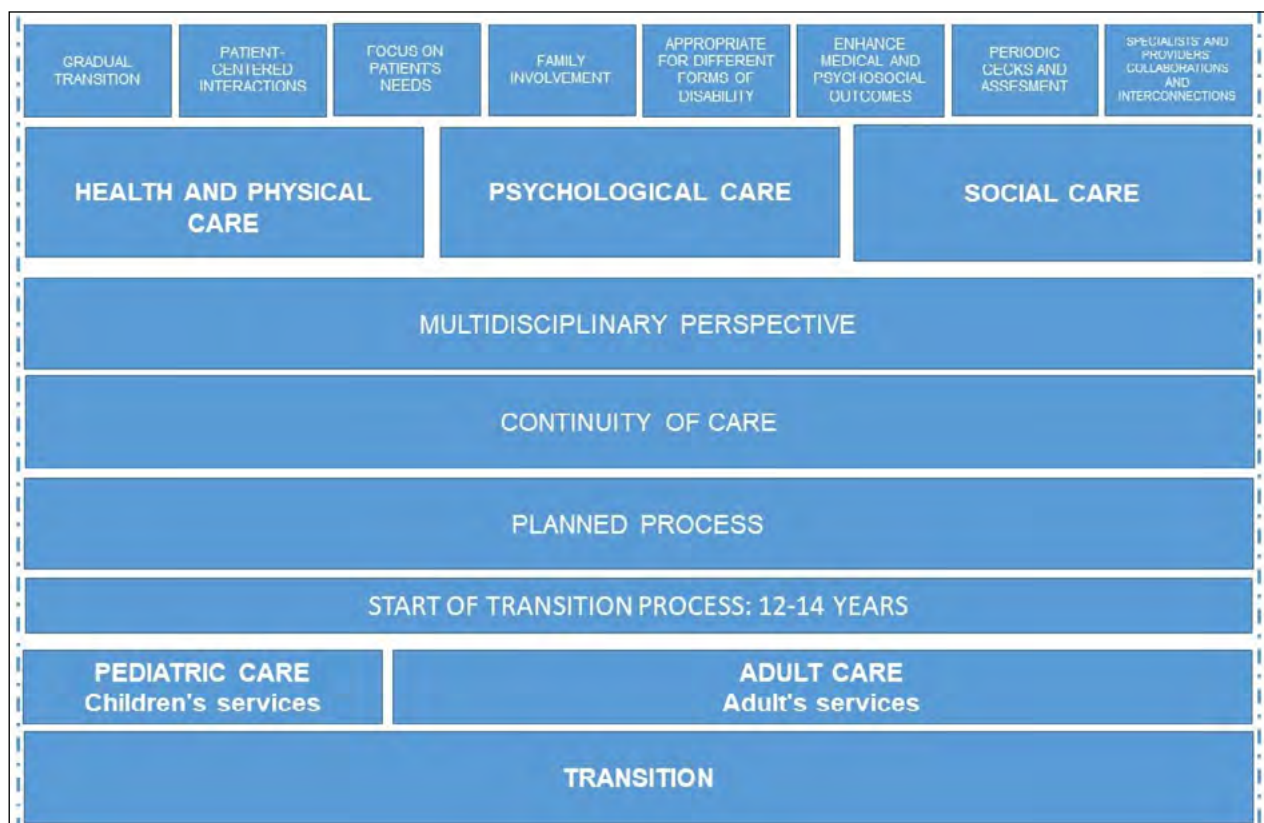 GRADUAL
TRANSITION
PATIENT-
CENTERED
INTERACTIONS
FOCUS ON
PATIENT'S
NEEDS
FAMILY
INVOLVEMENT
APPROPRIATE
FOR DIFFERENT
FORMS OF
DISABILITY
ENHANCE
MEDICAL AND
PSYCHOSOCIAL
OUTCOMES
PERIODIC
CECKS AND
ASSESMENT
SPECIALISTS' AND
PROVIDERS'
COLLABORATIONS
AND
INTERCONNECTIONS
HEALTH AND PHYSICAL
CARE
PSYCHOLOGICAL CARE
SOCIAL CARE
MULTIDISCIPLINARY PERSPECTIVE
CONTINUITY OF CARE
PLANNED PROCESS
START OF TRANSITION PROCESS: 12-14 YEARS
PEDIATRIC CARE
Children's services
ADULT CARE
Adult's services
TRANSITION